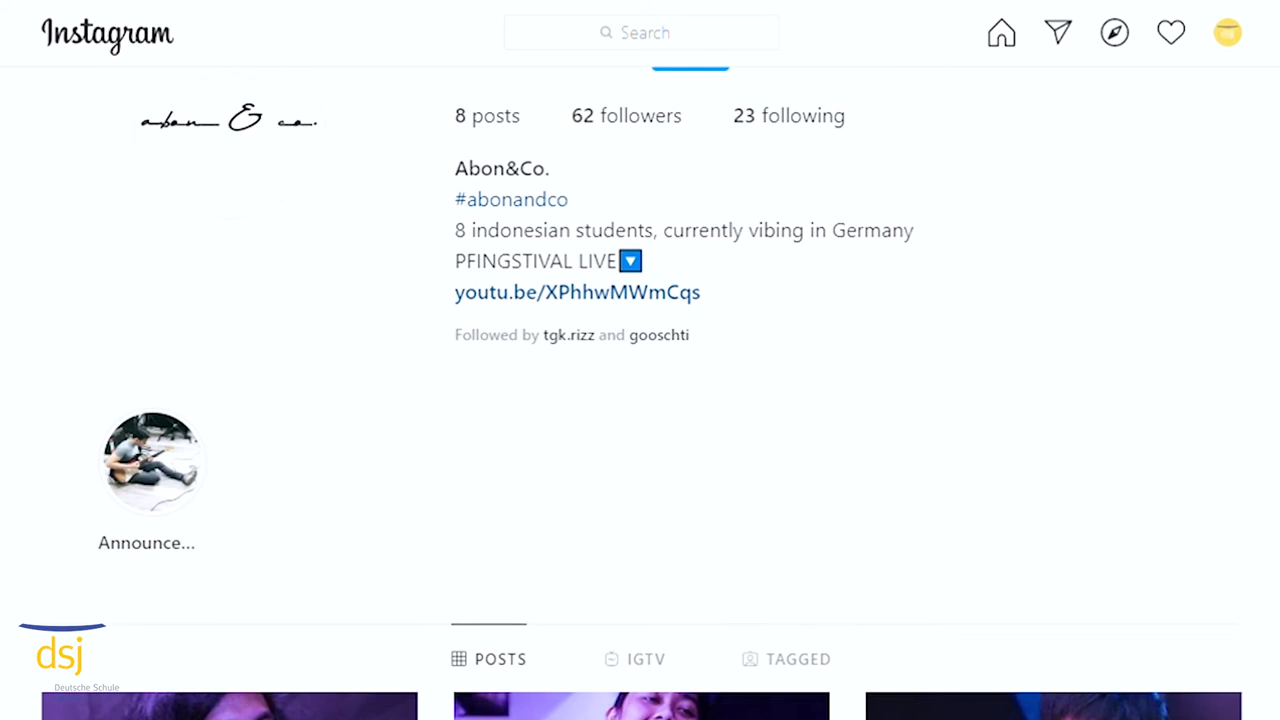 Instagram
Search
abon & co.
8 posts 62 followers 23 following
Abon&Co.
#abonandco
8 indonesian students, currently vibing in Germany
PFINGSTIVAL LIVE
youtu.be/XPhhwMWmCqs
Followed by tgk.rizz and gooschti
Announce...
dsj
Deutsche Schule
POSTS IGTV TAGGED